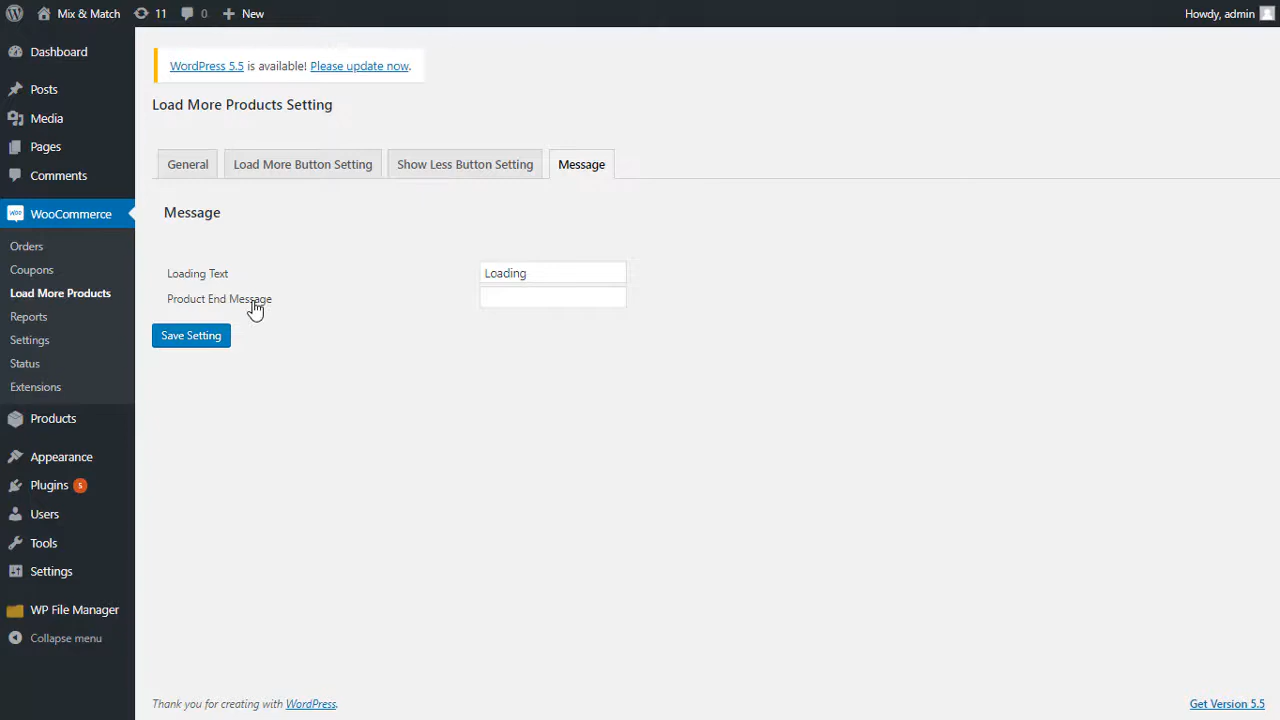 Mix & Match 11 0 New Howdy, admin
Dashboard
Posts
Media
Pages
Comments
WooCommerce
Orders
Coupons
Load More Products
Reports
Settings
Status
Extensions
Products
Appearance
Plugins 5
Users
Tools
Settings
WP File Manager
Collapse menu
WordPress 5.5 is available! Please update now.
Load More Products Setting
General Load More Button Setting Show Less Button Setting Message
Message
Loading Text Loading
Product End Message
Save Setting
Thank you for creating with WordPress. Get Version 5.5